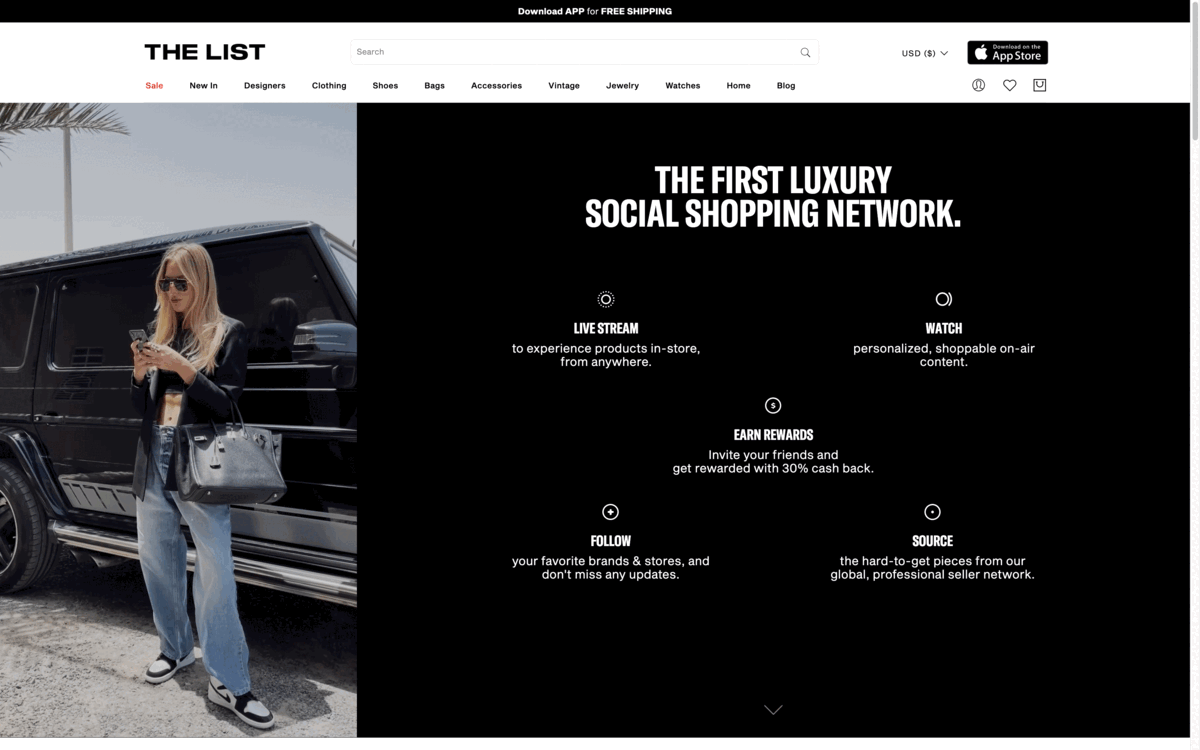 Download APP for FREE SHIPPING
THE LIST
Search
USD ($)
Download on the
App Store
Sale New In Designers Clothing Shoes Bags Accessories Vintage Jewelry Watches Home Blog
THE FIRST LUXURY
SOCIAL SHOPPING NETWORK.
LIVE STREAM
to experience products in-store,
from anywhere.
WATCH
personalized, shoppable on-air
content.
$
EARN REWARDS
Invite your friends and
get rewarded with 30% cash back.
FOLLOW
your favorite brands & stores, and
don't miss any updates.
SOURCE
the hard-to-get pieces from our
global, professional seller network.